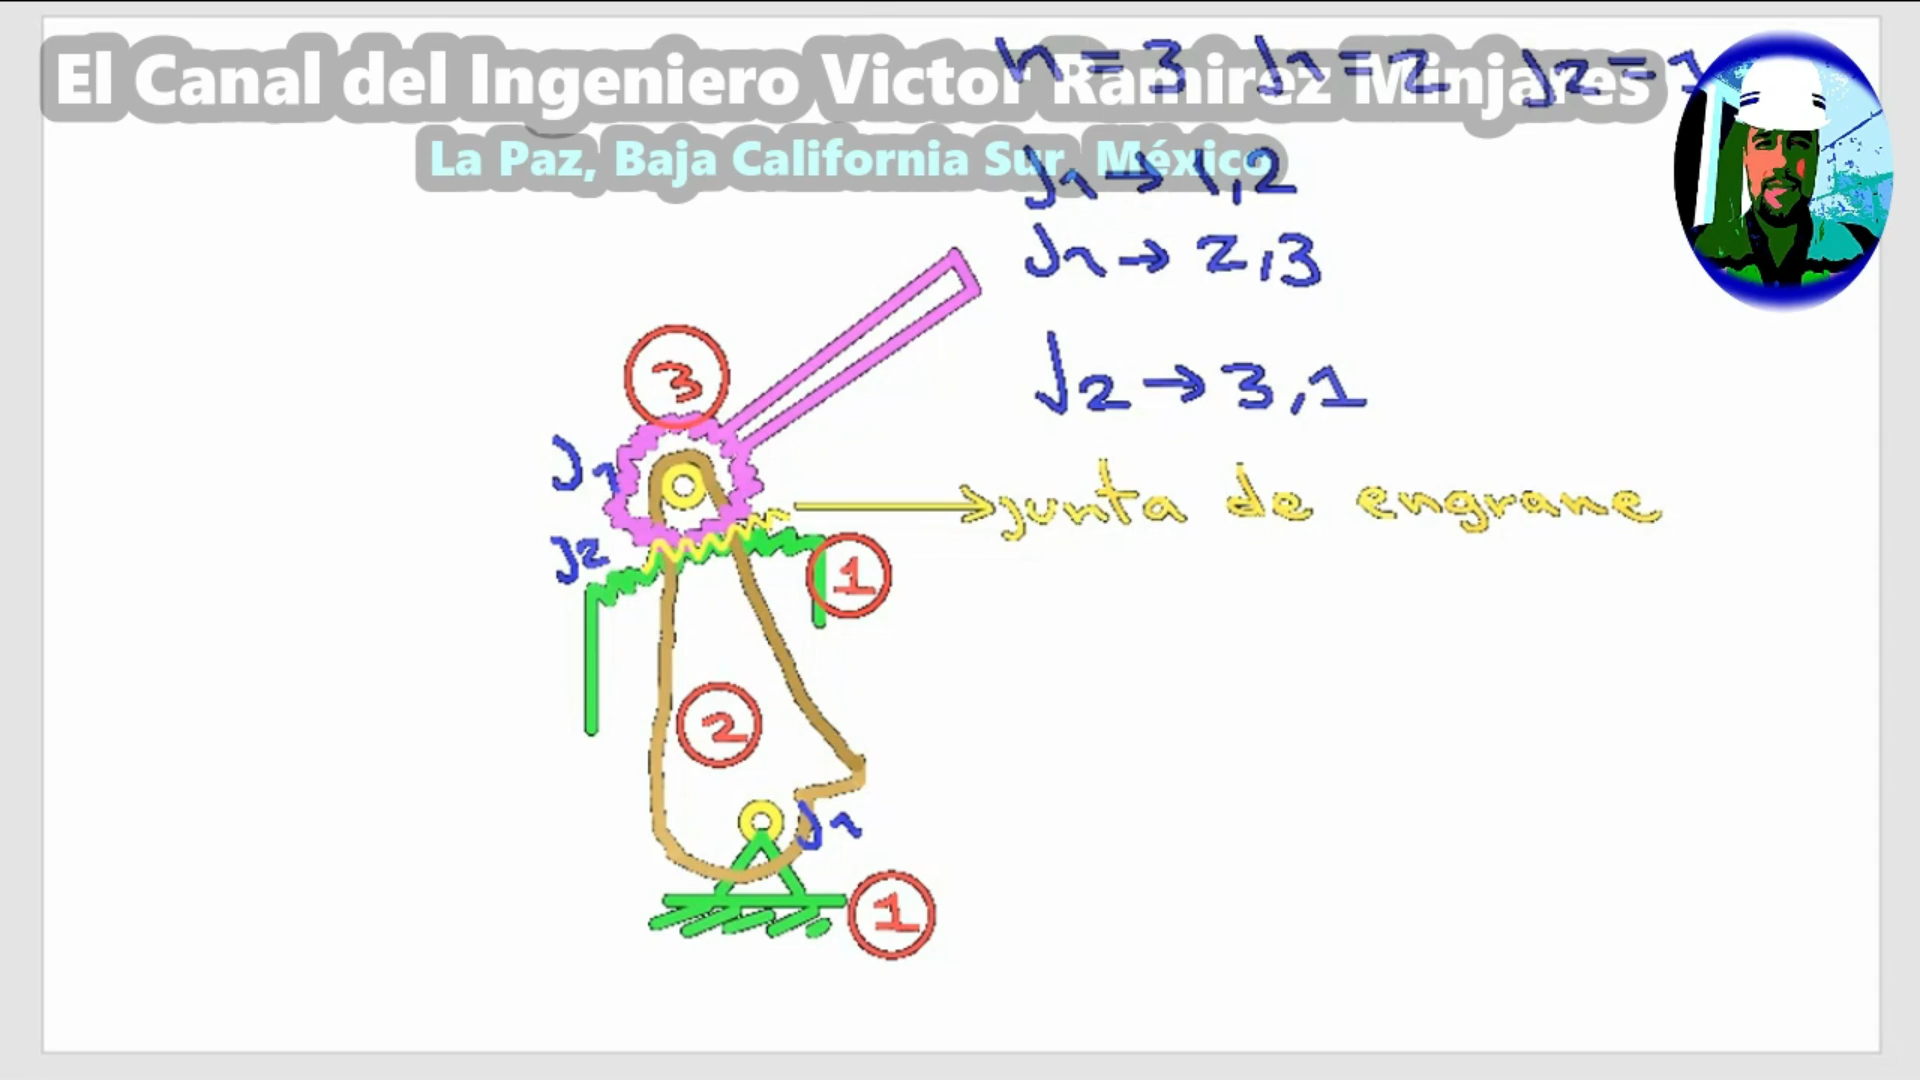 El Canal del Ingeniero Victor Ramirez Minjares
n=3 J1=2 J2=1
La Paz, Baja California Sur, México
J1→1,2
J1→2,3
3
J2→3,1
J1
junta de engrane
J2
1
2
J1
1